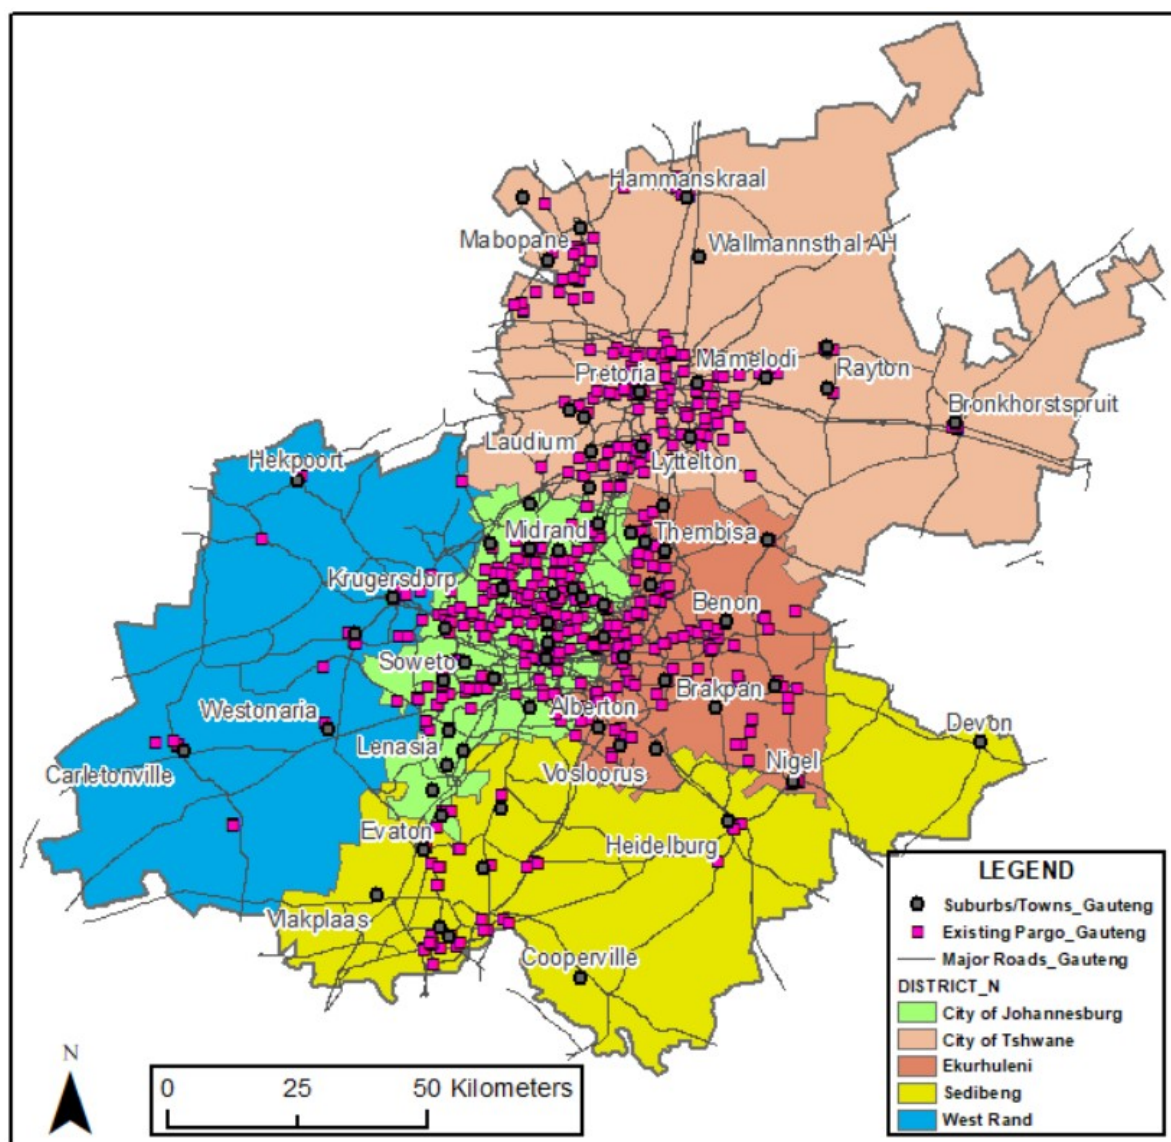 Hammanskraal
Mabopane
Wallmannsthal AH
Mamelodi
Pretoria
Rayton
Bronkhorstspruit
Laudium
Lyttelton
Hekpoort
Midrand
Thembisa
Krugersdorp
Benon
Soweto
Brakpan
Westonaria
Alberton
Devon
Lenasia
Carletonville
Vosloorus
Nigel
Evaton
Heidelburg
Vlakplaas
Cooperville
LEGEND
Suburbs/Towns_Gauteng
Existing Pargo_Gauteng
Major Roads_Gauteng
DISTRICT_N
City of Johannesburg
City of Tshwane
Ekurhuleni
Sedibeng
West Rand
N
0 25 50 Kilometers